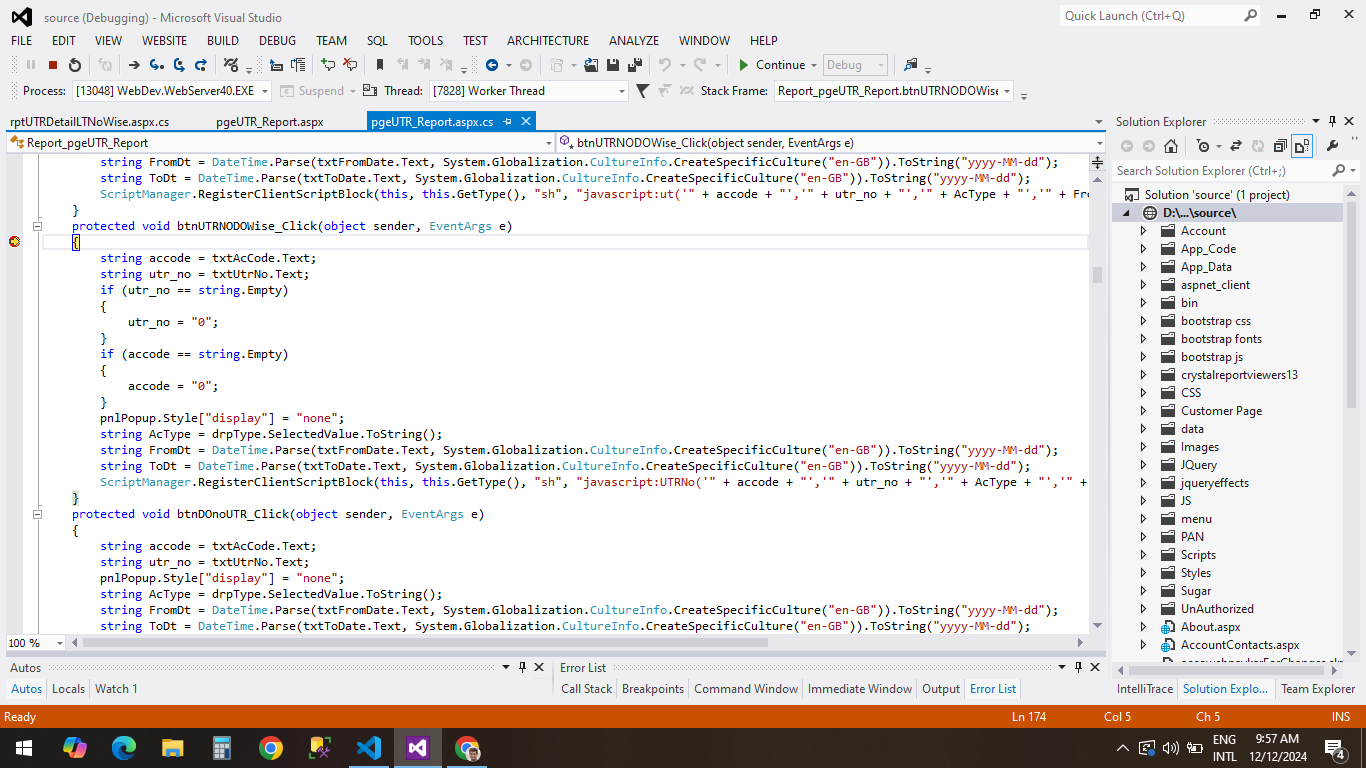 source (Debugging) - Microsoft Visual Studio
Quick Launch (Ctrl+Q)
FILE EDIT VIEW WEBSITE BUILD DEBUG TEAM SQL TOOLS TEST ARCHITECTURE ANALYZE WINDOW HELP
Continue Debug
Process: [13048] WebDev.WebServer40.EXE Suspend Thread: [7828] Worker Thread Stack Frame: Report_pgeUTR_Report.btnUTRNODOWise
rptUTRDetailLTNoWise.aspx.cs pgeUTR_Report.aspx pgeUTR_Report.aspx.cs
Report_pgeUTR_Report btnUTRNODOWise_Click(object sender, EventArgs e)
string FromDt = DateTime.Parse(txtFromDate.Text, System.Globalization.CultureInfo.CreateSpecificCulture("en-GB")).ToString("yyyy-MM-dd");
string ToDt = DateTime.Parse(txtToDate.Text, System.Globalization.CultureInfo.CreateSpecificCulture("en-GB")).ToString("yyyy-MM-dd");
ScriptManager.RegisterClientScriptBlock(this, this.GetType(), "sh", "javascript:ut('" + accode + "','" + utr_no + "','" + AcType + "','" + Fro
}
protected void btnUTRNODOWise_Click(object sender, EventArgs e)
{
string accode = txtAcCode.Text;
string utr_no = txtUtrNo.Text;
if (utr_no == string.Empty)
{
utr_no = "0";
}
if (accode == string.Empty)
{
accode = "0";
}
pnlPopup.Style["display"] = "none";
string AcType = drpType.SelectedValue.ToString();
string FromDt = DateTime.Parse(txtFromDate.Text, System.Globalization.CultureInfo.CreateSpecificCulture("en-GB")).ToString("yyyy-MM-dd");
string ToDt = DateTime.Parse(txtToDate.Text, System.Globalization.CultureInfo.CreateSpecificCulture("en-GB")).ToString("yyyy-MM-dd");
ScriptManager.RegisterClientScriptBlock(this, this.GetType(), "sh", "javascript:UTRNo('" + accode + "','" + utr_no + "','" + AcType + "','" +
}
protected void btnDOnoUTR_Click(object sender, EventArgs e)
{
string accode = txtAcCode.Text;
string utr_no = txtUtrNo.Text;
pnlPopup.Style["display"] = "none";
string AcType = drpType.SelectedValue.ToString();
string FromDt = DateTime.Parse(txtFromDate.Text, System.Globalization.CultureInfo.CreateSpecificCulture("en-GB")).ToString("yyyy-MM-dd");
string ToDt = DateTime.Parse(txtToDate.Text, System.Globalization.CultureInfo.CreateSpecificCulture("en-GB")).ToString("yyyy-MM-dd");
100 %
Solution Explorer
Search Solution Explorer (Ctrl+;)
Solution 'source' (1 project)
D:\...\source\
Account
App_Code
App_Data
aspnet_client
bin
bootstrap css
bootstrap fonts
bootstrap js
crystalreportviewers13
CSS
Customer Page
data
Images
JQuery
jqueryeffects
JS
menu
PAN
Scripts
Styles
Sugar
UnAuthorized
About.aspx
AccountContacts.aspx
Autos
Autos Locals Watch 1
Error List
Call Stack Breakpoints Command Window Immediate Window Output Error List
IntelliTrace Solution Explo... Team Explorer
Ready Ln 174 Col 5 Ch 5 INS
ENG
INTL
9:57 AM
12/12/2024
4